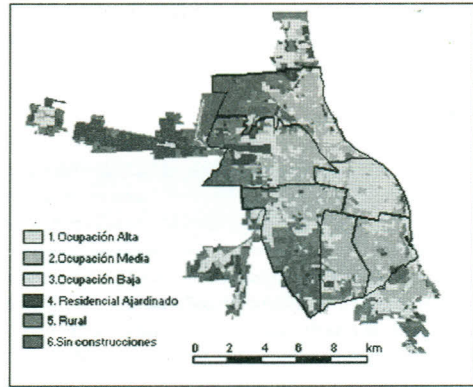 1. Ocupación Alta
2. Ocupación Media
3. Ocupación Baja
4. Residencial Ajardinado
5. Rural
6. Sin construcciones
0 2 4 6 8 km